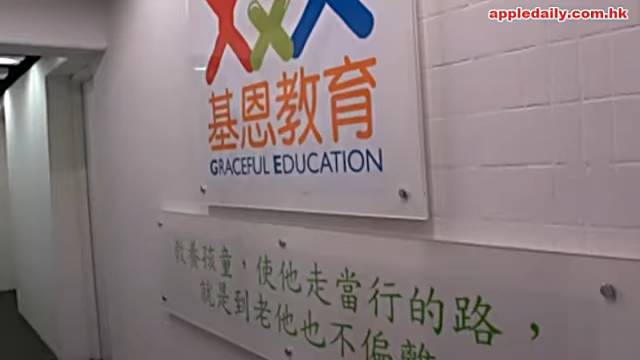 appledaily.com.hk
基恩教育
GRACEFUL EDUCATION
教養孩童，使他走當行的路，
就是到老他也不偏離